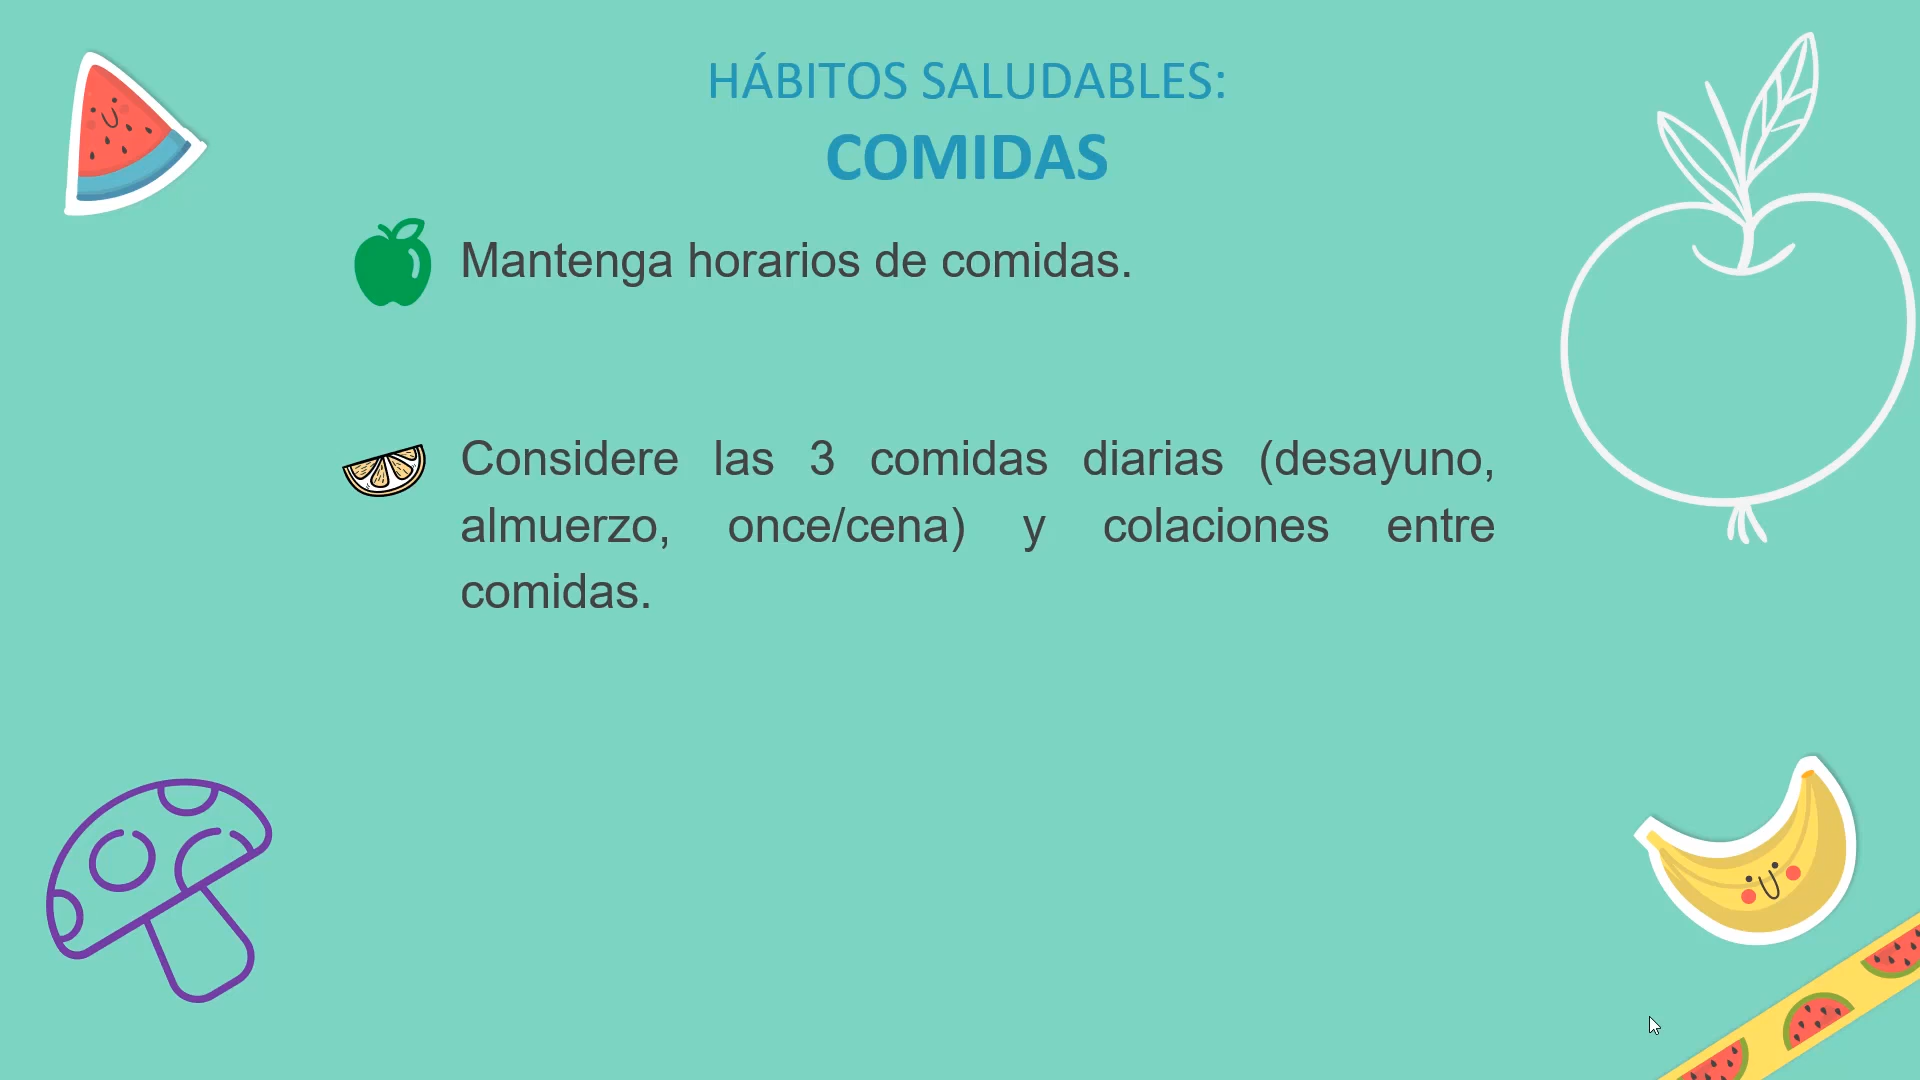 HÁBITOS SALUDABLES:
COMIDAS
Mantenga horarios de comidas.
Considere las 3 comidas diarias (desayuno,
almuerzo, once/cena) y colaciones entre
comidas.